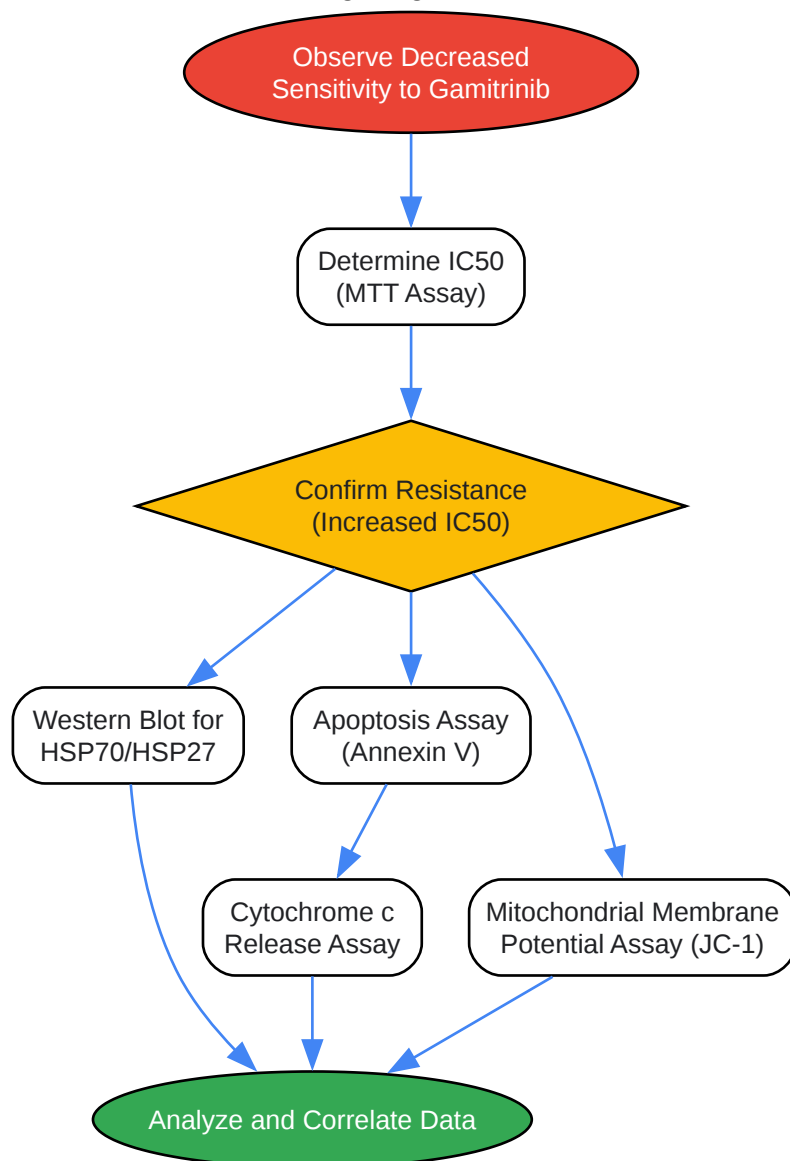 Observe Decreased
Sensitivity to Gamitrinib
Determine IC50
(MTT Assay)
Confirm Resistance
(Increased IC50)
Western Blot for
HSP70/HSP27
Apoptosis Assay
(Annexin V)
Cytochrome c
Release Assay
Mitochondrial Membrane
Potential Assay (JC-1)
Analyze and Correlate Data